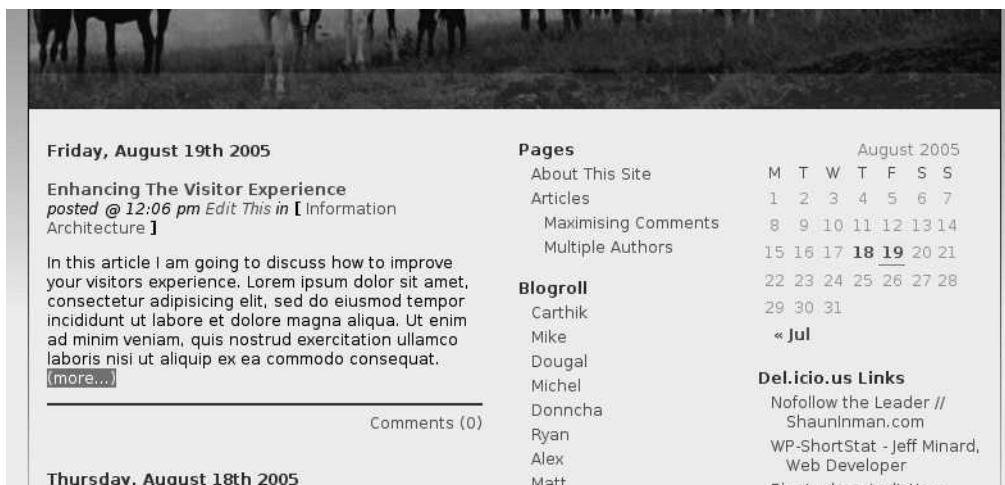 Friday, August 19th 2005
Enhancing The Visitor Experience
posted @ 12:06 pm Edit This in [ Information
Architecture ]
In this article I am going to discuss how to improve
your visitors experience. Lorem ipsum dolor sit amet,
consectetur adipisicing elit, sed do eiusmod tempor
incididunt ut labore et dolore magna aliqua. Ut enim
ad minim veniam, quis nostrud exercitation ullamco
laboris nisi ut aliquip ex ea commodo consequat.
(more...)
Comments (0)
Thursday, August 18th 2005
Pages
About This Site
Articles
Maximising Comments
Multiple Authors
Blogroll
Carthik
Mike
Dougal
Michel
Donncha
Ryan
Alex
Matt
August 2005
M T W T F S S
1 2 3 4 5 6 7
8 9 10 11 12 13 14
15 16 17 18 19 20 21
22 23 24 25 26 27 28
29 30 31
« Jul
Del.icio.us Links
Nofollow the Leader //
ShaunInman.com
WP-ShortStat - Jeff Minard,
Web Developer